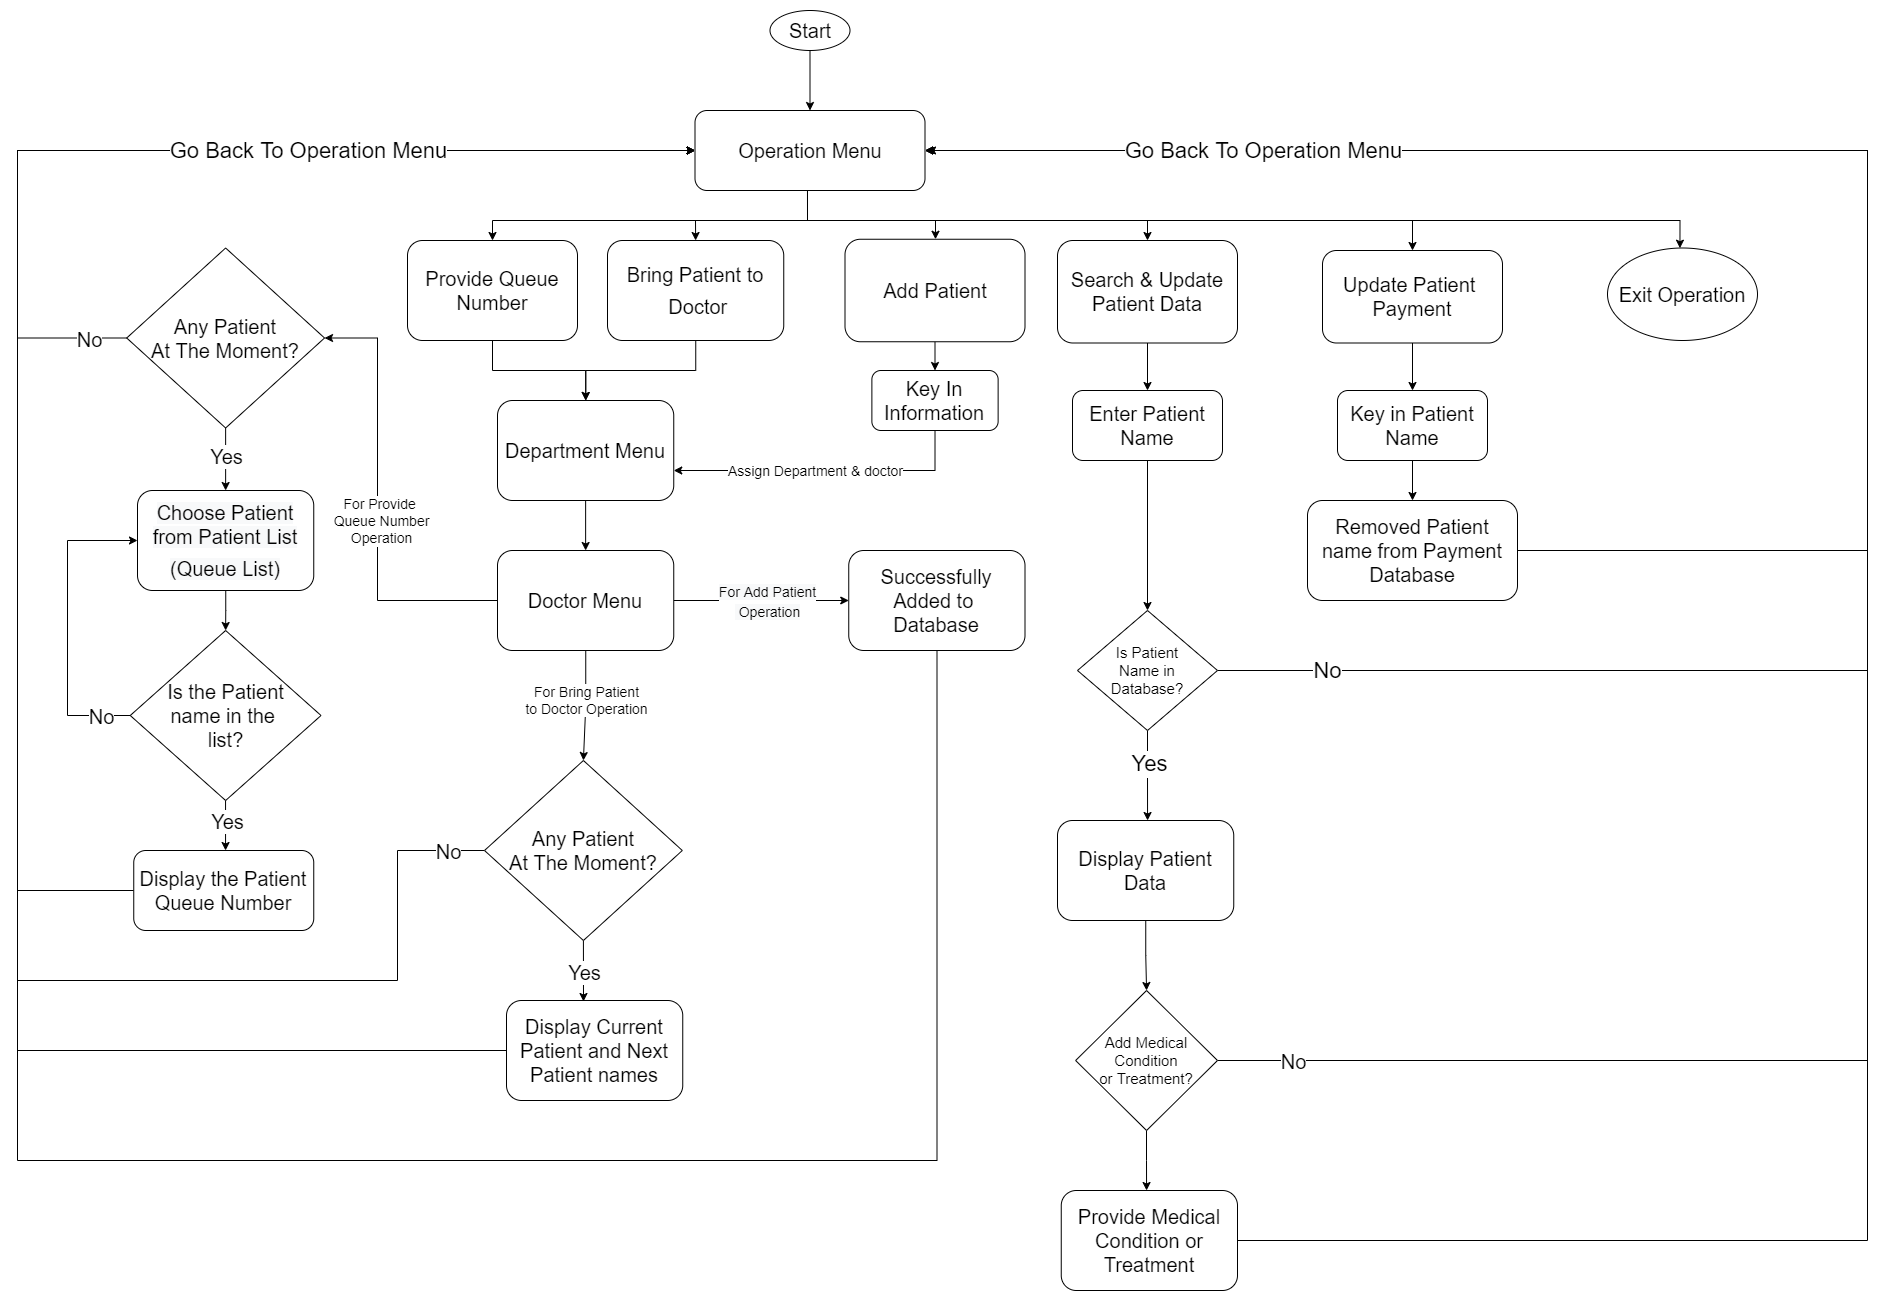 Start
Go Back To Operation Menu
Operation Menu
Go Back To Operation Menu
Provide Queue
Number
Bring Patient to
Doctor
Add Patient
Search & Update
Patient Data
Update Patient
Payment
Exit Operation
Any Patient
At The Moment?
No
Yes
Key In
Information
Enter Patient
Name
Key in Patient
Name
Department Menu
Assign Department & doctor
Choose Patient
from Patient List
(Queue List)
For Provide
Queue Number
Operation
Removed Patient
name from Payment
Database
Doctor Menu
For Add Patient
Operation
Successfully
Added to
Database
Is the Patient
name in the
list?
No
Yes
For Bring Patient
to Doctor Operation
Is Patient
Name in
Database?
No
Yes
Any Patient
At The Moment?
No
Yes
Display the Patient
Queue Number
Display Patient
Data
Display Current
Patient and Next
Patient names
Add Medical
Condition
or Treatment?
No
Provide Medical
Condition or
Treatment